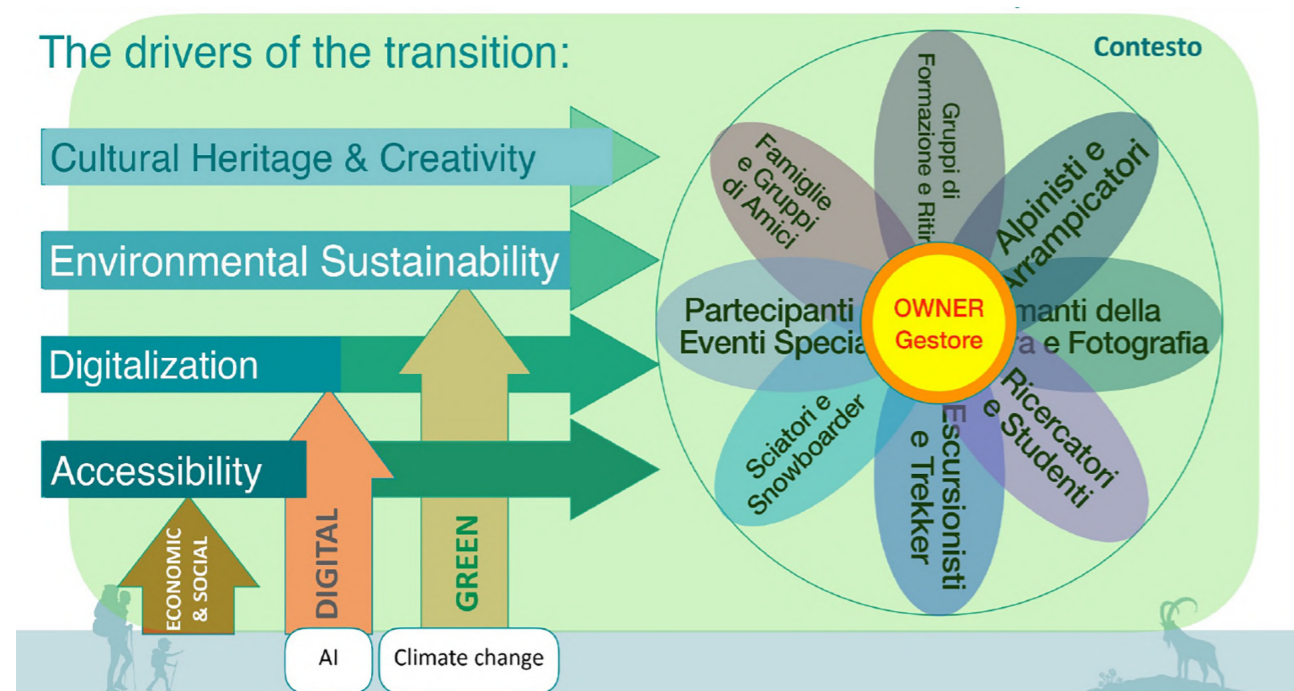 The drivers of the transition:
Contesto
Cultural Heritage & Creativity
Environmental Sustainability
Digitalization
Accessibility
ECONOMIC
& SOCIAL
DIGITAL
GREEN
AI
Climate change
Gruppi di
Formazione e Ritir
Alpinisti e
Arrampicatori
manti della
ra e Fotografia
Ricercatori
e Studenti
Escursionisti
e Trekker
Sciatori e
Snowboarder
Partecipanti
Eventi Specia
Famiglie
e Gruppi
di Amici
OWNER
Gestore